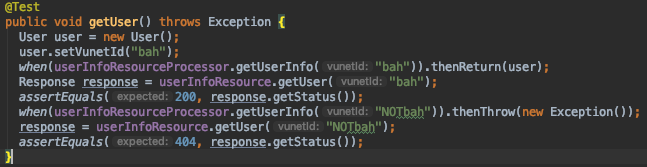 @Test
public void getUser() throws Exception {
User user = new User();
user.setVunetId("bah");
when(userInfoResourceProcessor.getUserInfo( vunetId: "bah")).thenReturn(user);
Response response = userInfoResource.getUser( vunetId: "bah");
assertEquals( expected: 200, response.getStatus());
when(userInfoResourceProcessor.getUserInfo( vunetId: "NOTbah")).thenThrow(new Exception());
response = userInfoResource.getUser( vunetId: "NOTbah");
assertEquals( expected: 404, response.getStatus());
}